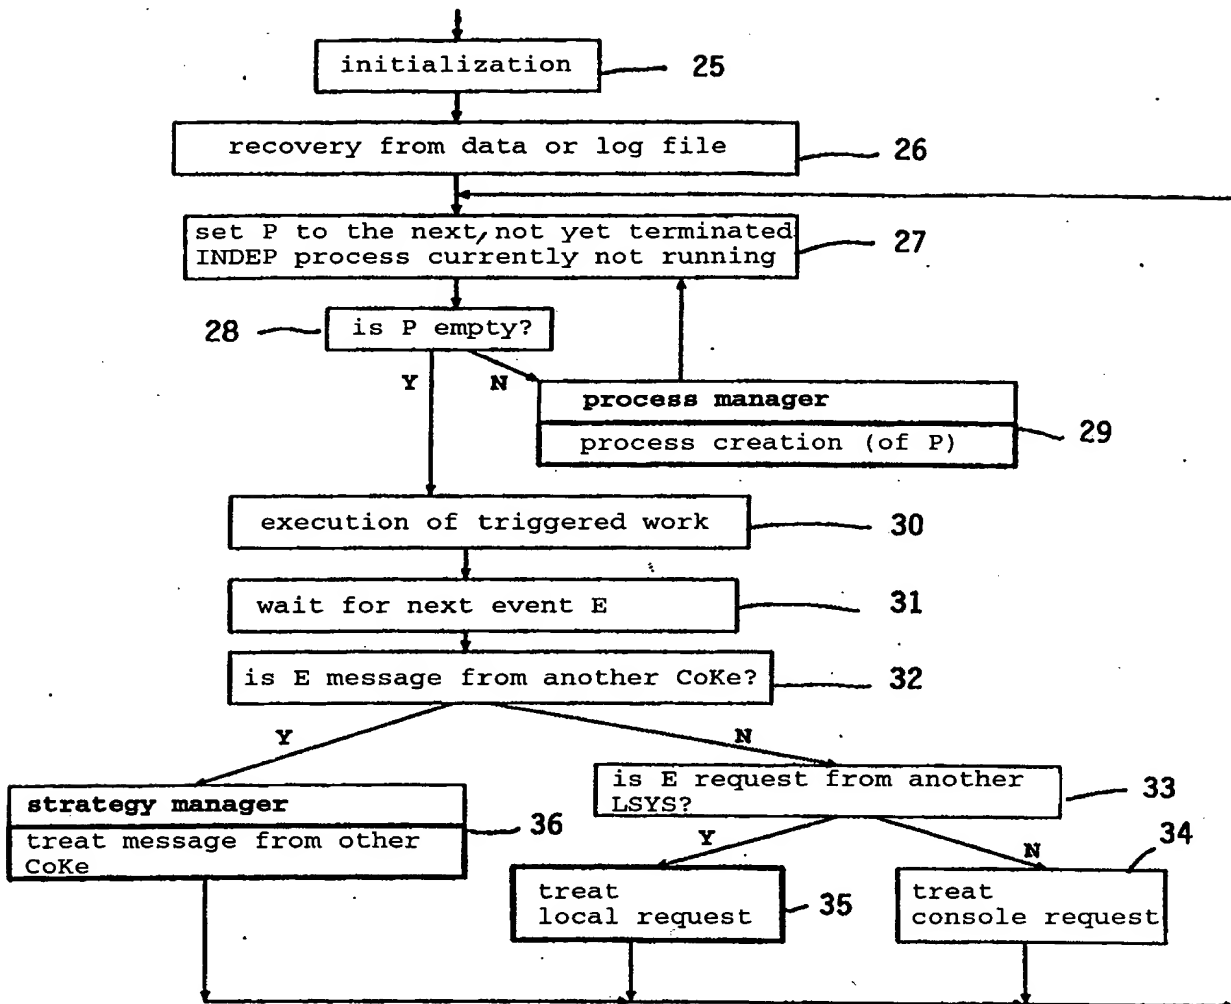 initialization
25
recovery from data or log file
26
set P to the next, not yet terminated
INDEP process currently not running
27
28
is P empty?
Y
N
process manager
process creation (of P)
29
execution of triggered work
30
wait for next event E
31
is E message from another CoKe?
32
Y
N
strategy manager
treat message from other
CoKe
36
is E request from another
LSYS?
33
Y
N
34
treat
local request
35
treat
console request